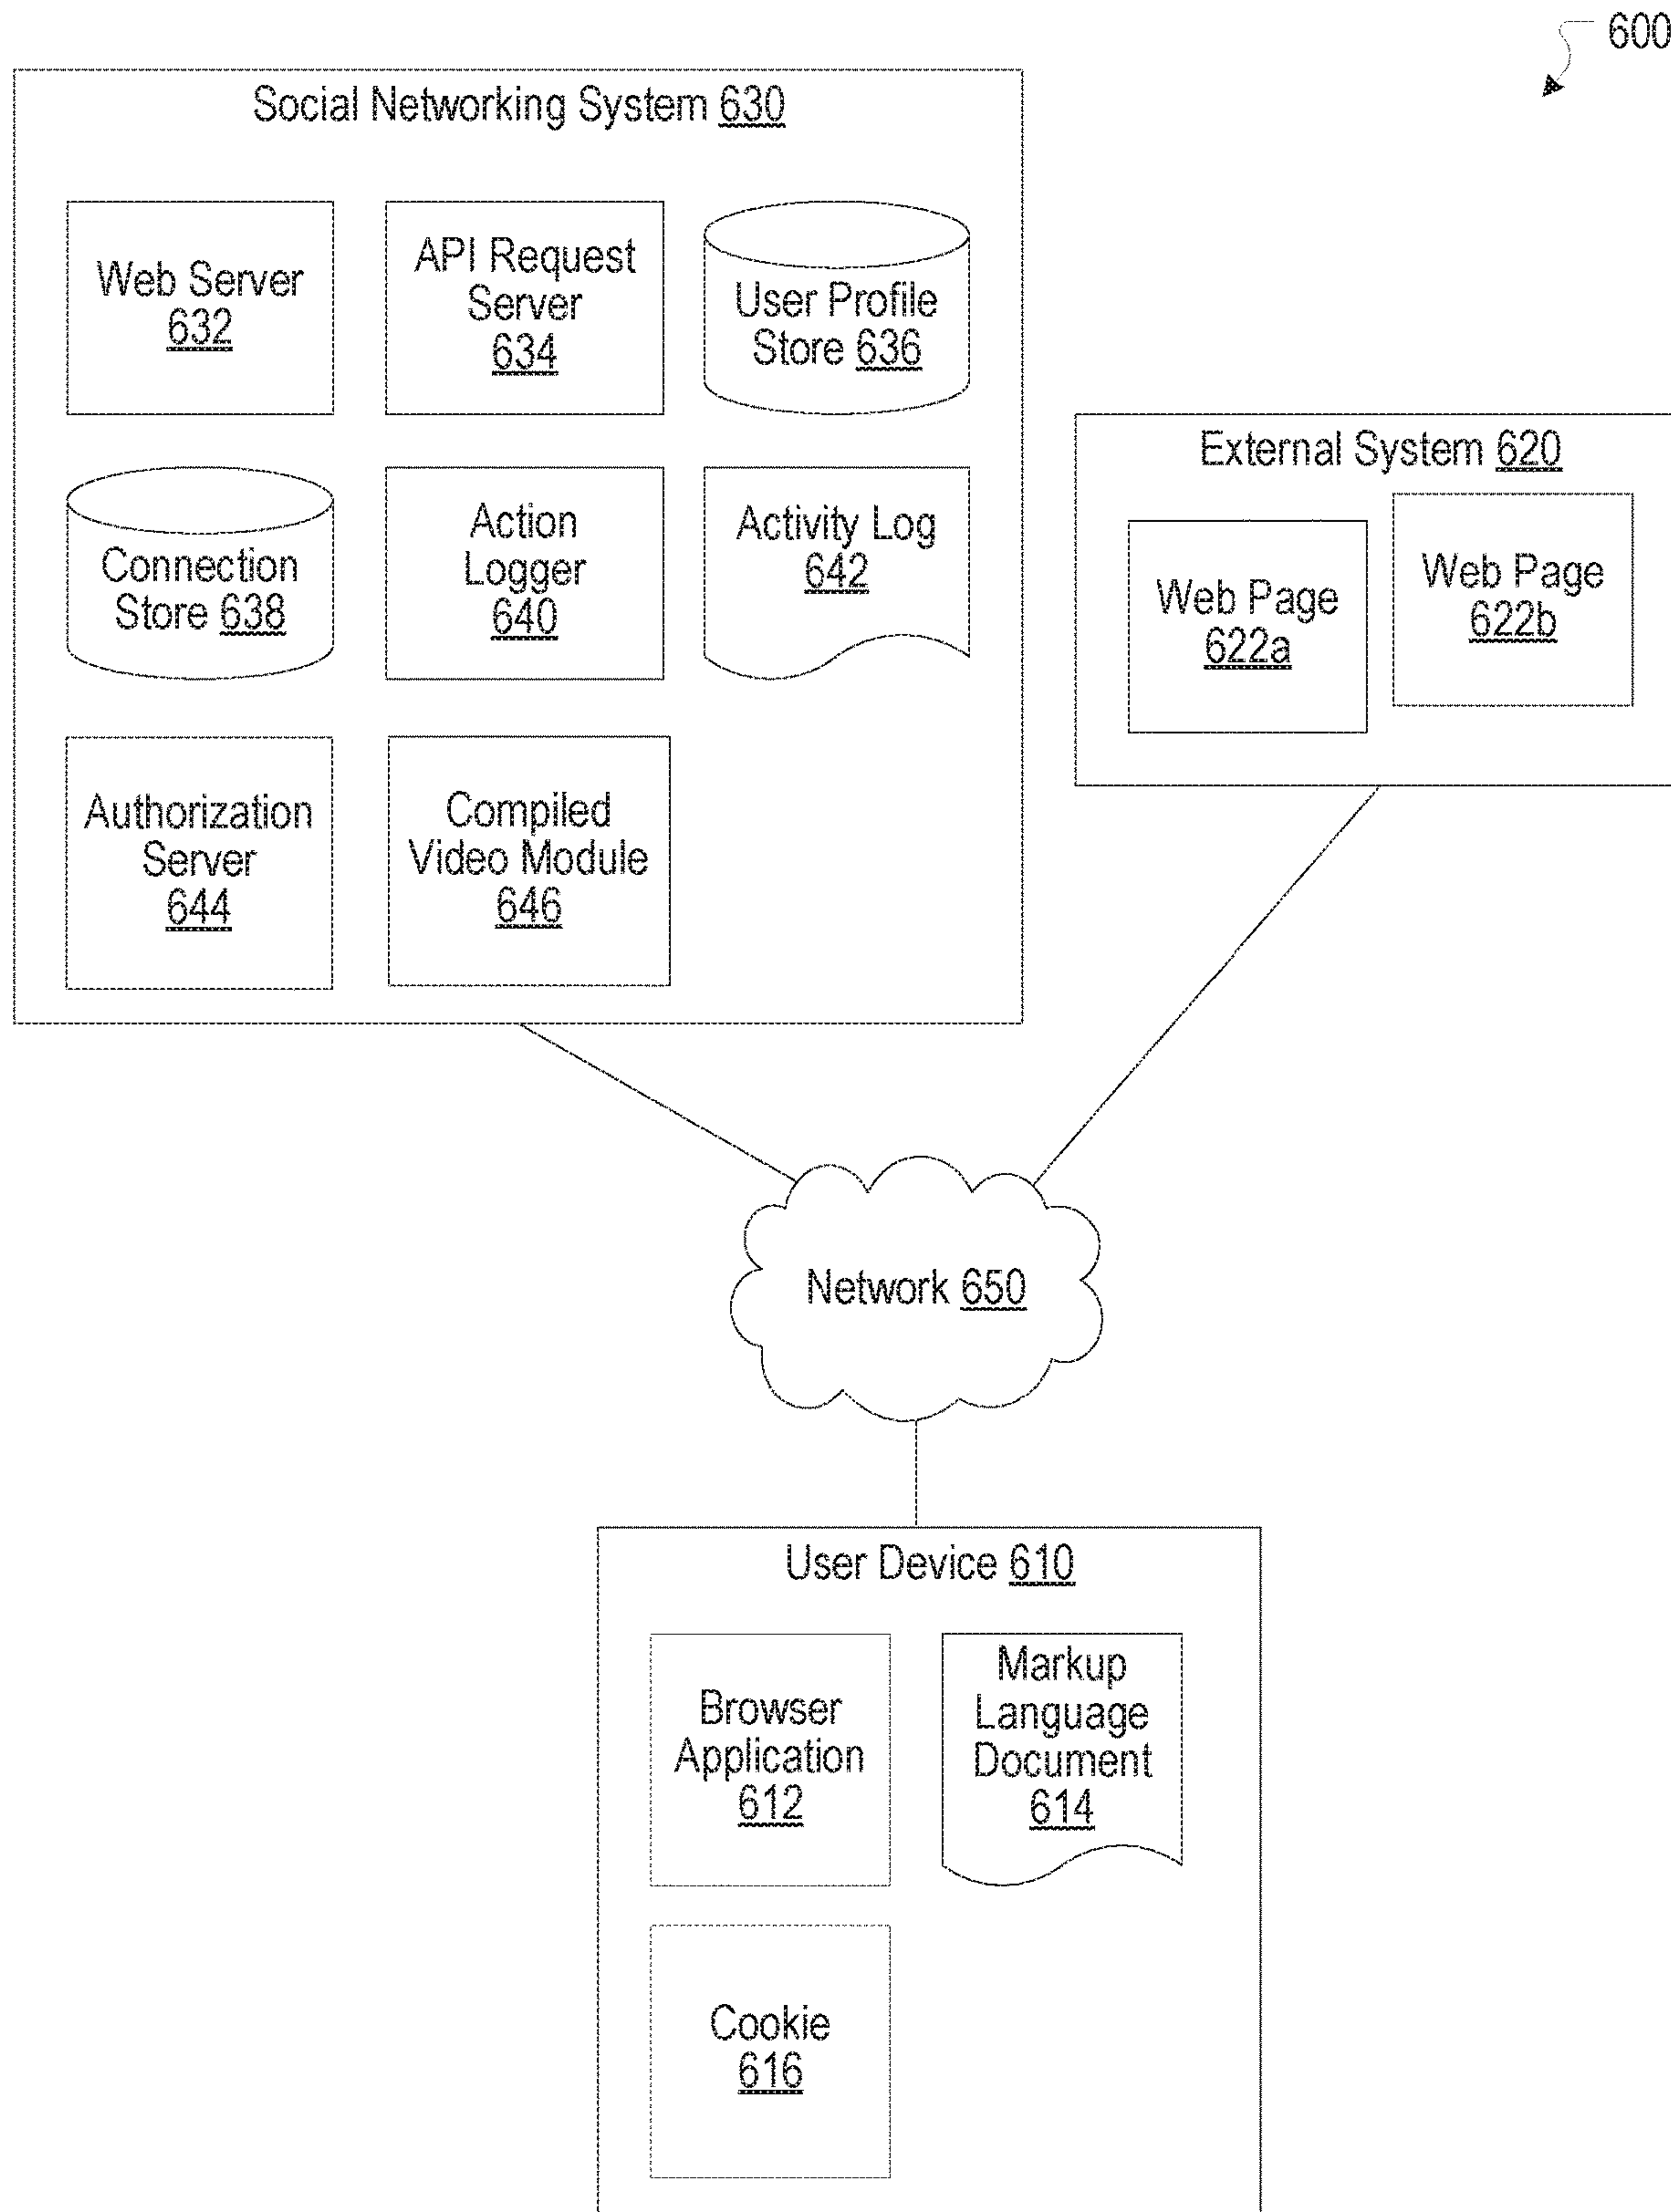 600
Social Networking System 630
Web Server
632
API Request
Server
634
User Profile
Store 636
Connection
Store 638
Action
Logger
640
Activity Log
642
Authorization
Server
644
Compiled
Video Module
646
External System 620
Web Page
622a
Web Page
622b
Network 650
User Device 610
Browser
Application
612
Markup
Language
Document
614
Cookie
616